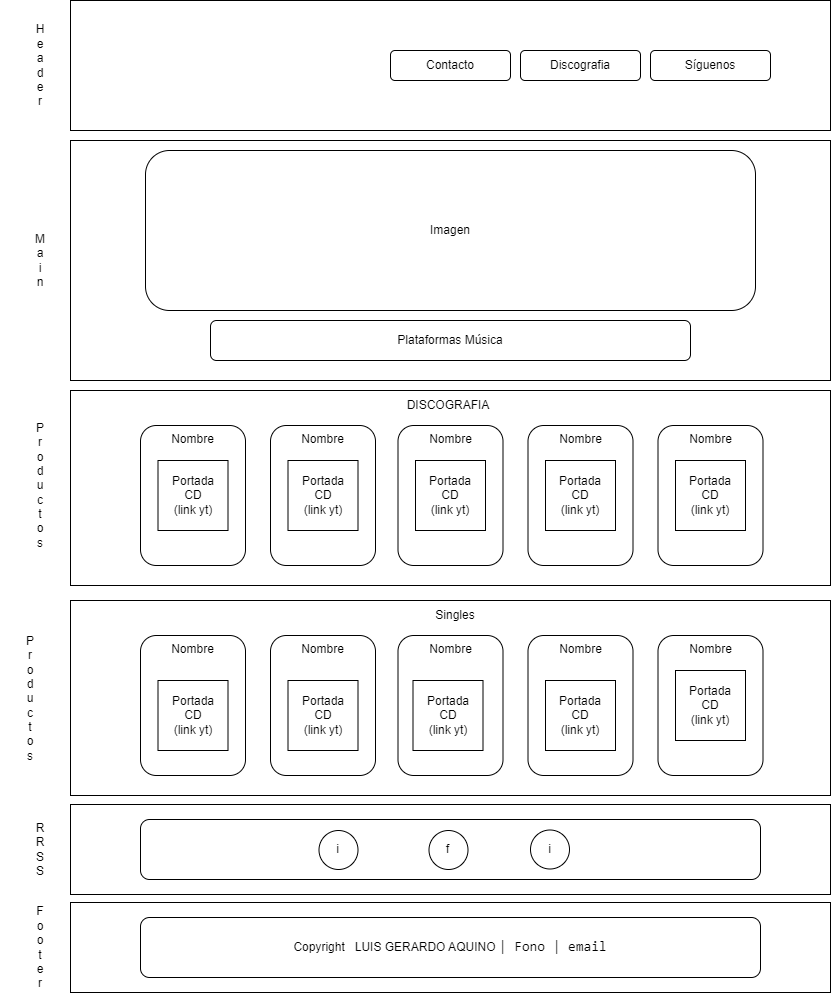 Header
Contacto
Discografia
Síguenos
Main
Imagen
Plataformas Música
Productos
DISCOGRAFIA
Nombre
Portada
CD
(link yt)
Nombre
Portada
CD
(link yt)
Nombre
Portada
CD
(link yt)
Nombre
Portada
CD
(link yt)
Nombre
Portada
CD
(link yt)
Productos
Singles
Nombre
Portada
CD
(link yt)
Nombre
Portada
CD
(link yt)
Nombre
Portada
CD
(link yt)
Nombre
Portada
CD
(link yt)
Nombre
Portada
CD
(link yt)
RRSS
i
f
i
Footer
Copyright LUIS GERARDO AQUINO | Fono | email